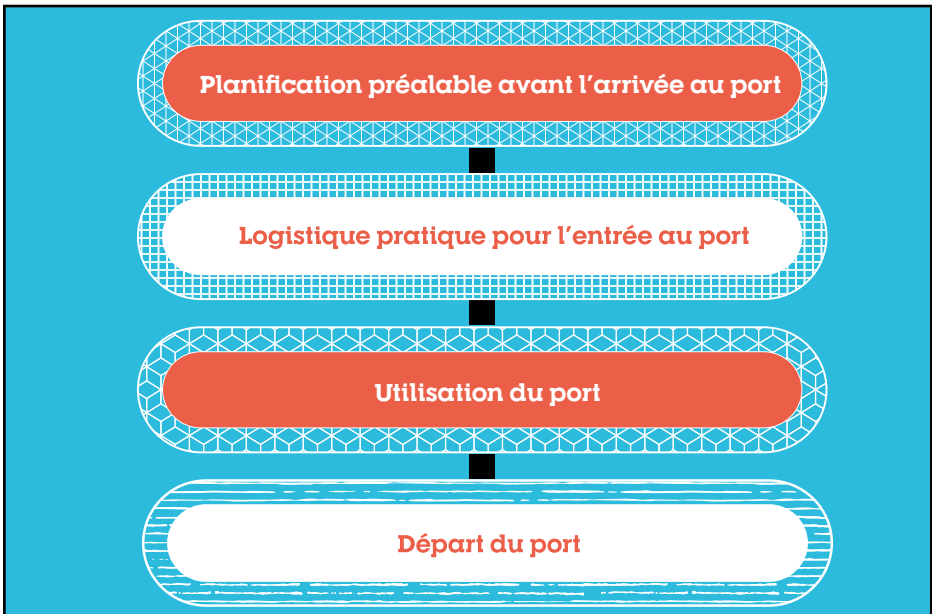 Planification préalable avant l’arrivée au port
Logistique pratique pour l’entrée au port
Utilisation du port
Départ du port